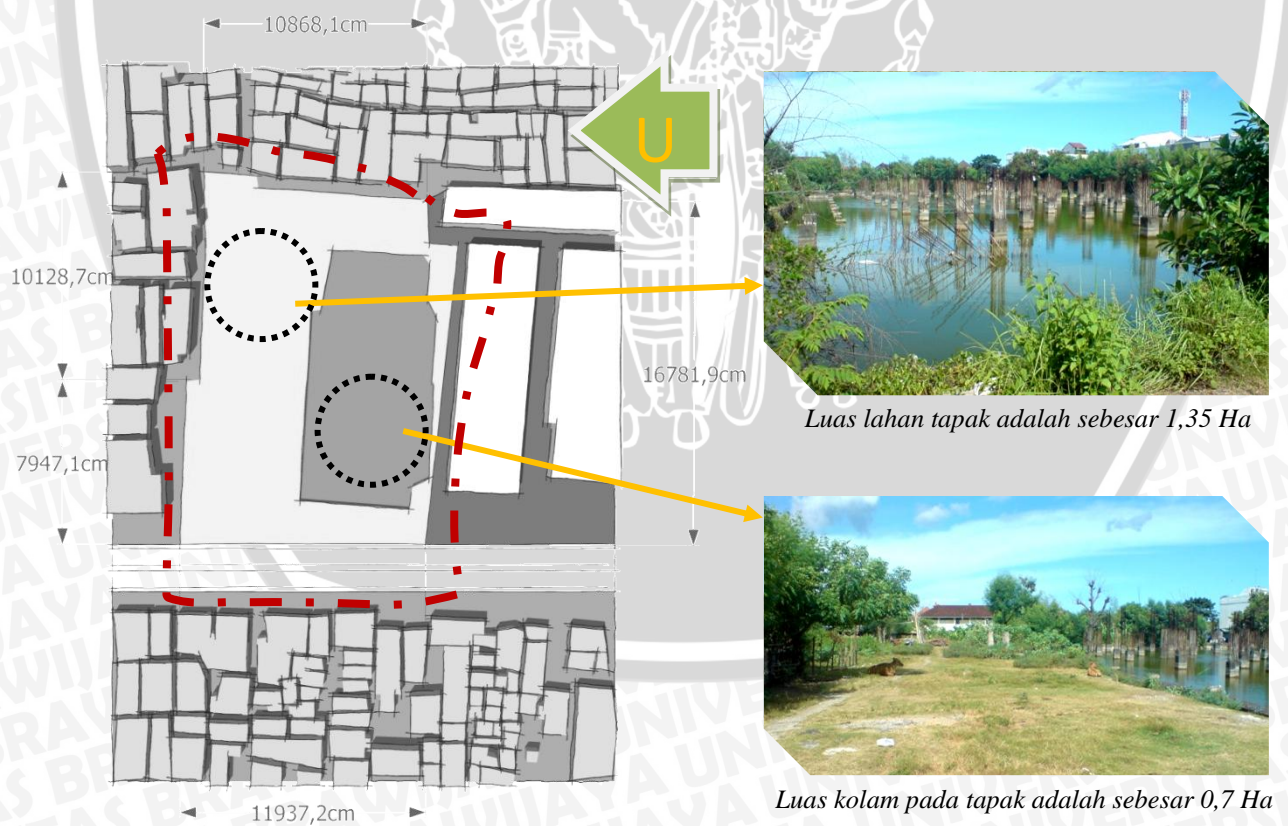 10868,1cm
U
10128,7cm
16781,9cm
7947,1cm
11937,2cm
Luas lahan tapak adalah sebesar 1,35 Ha
Luas kolam pada tapak adalah sebesar 0,7 Ha